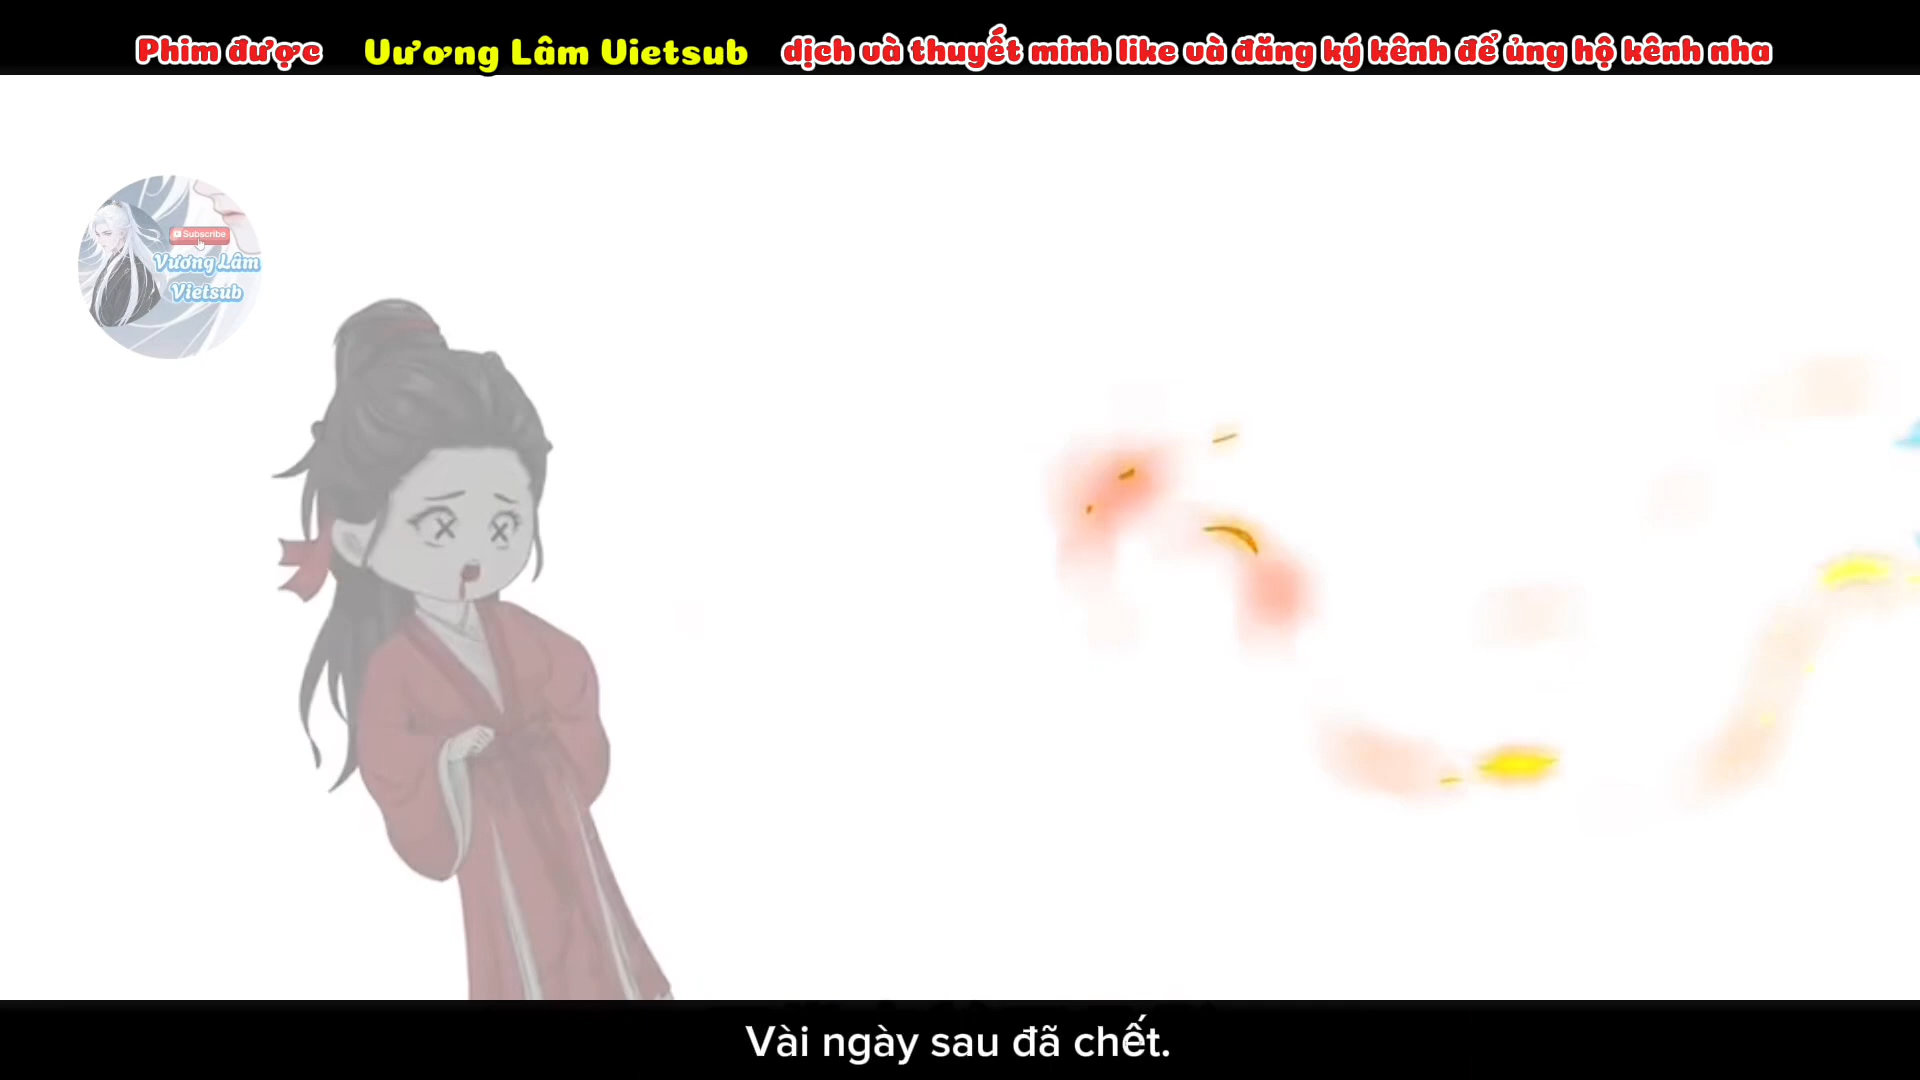 Phim được Vương Lâm Vietsub dịch và thuyết minh like và đăng ký kênh để ủng hộ kênh nha
Subscribe
Vương Lâm
Vietsub
Vài ngày sau đã chết.